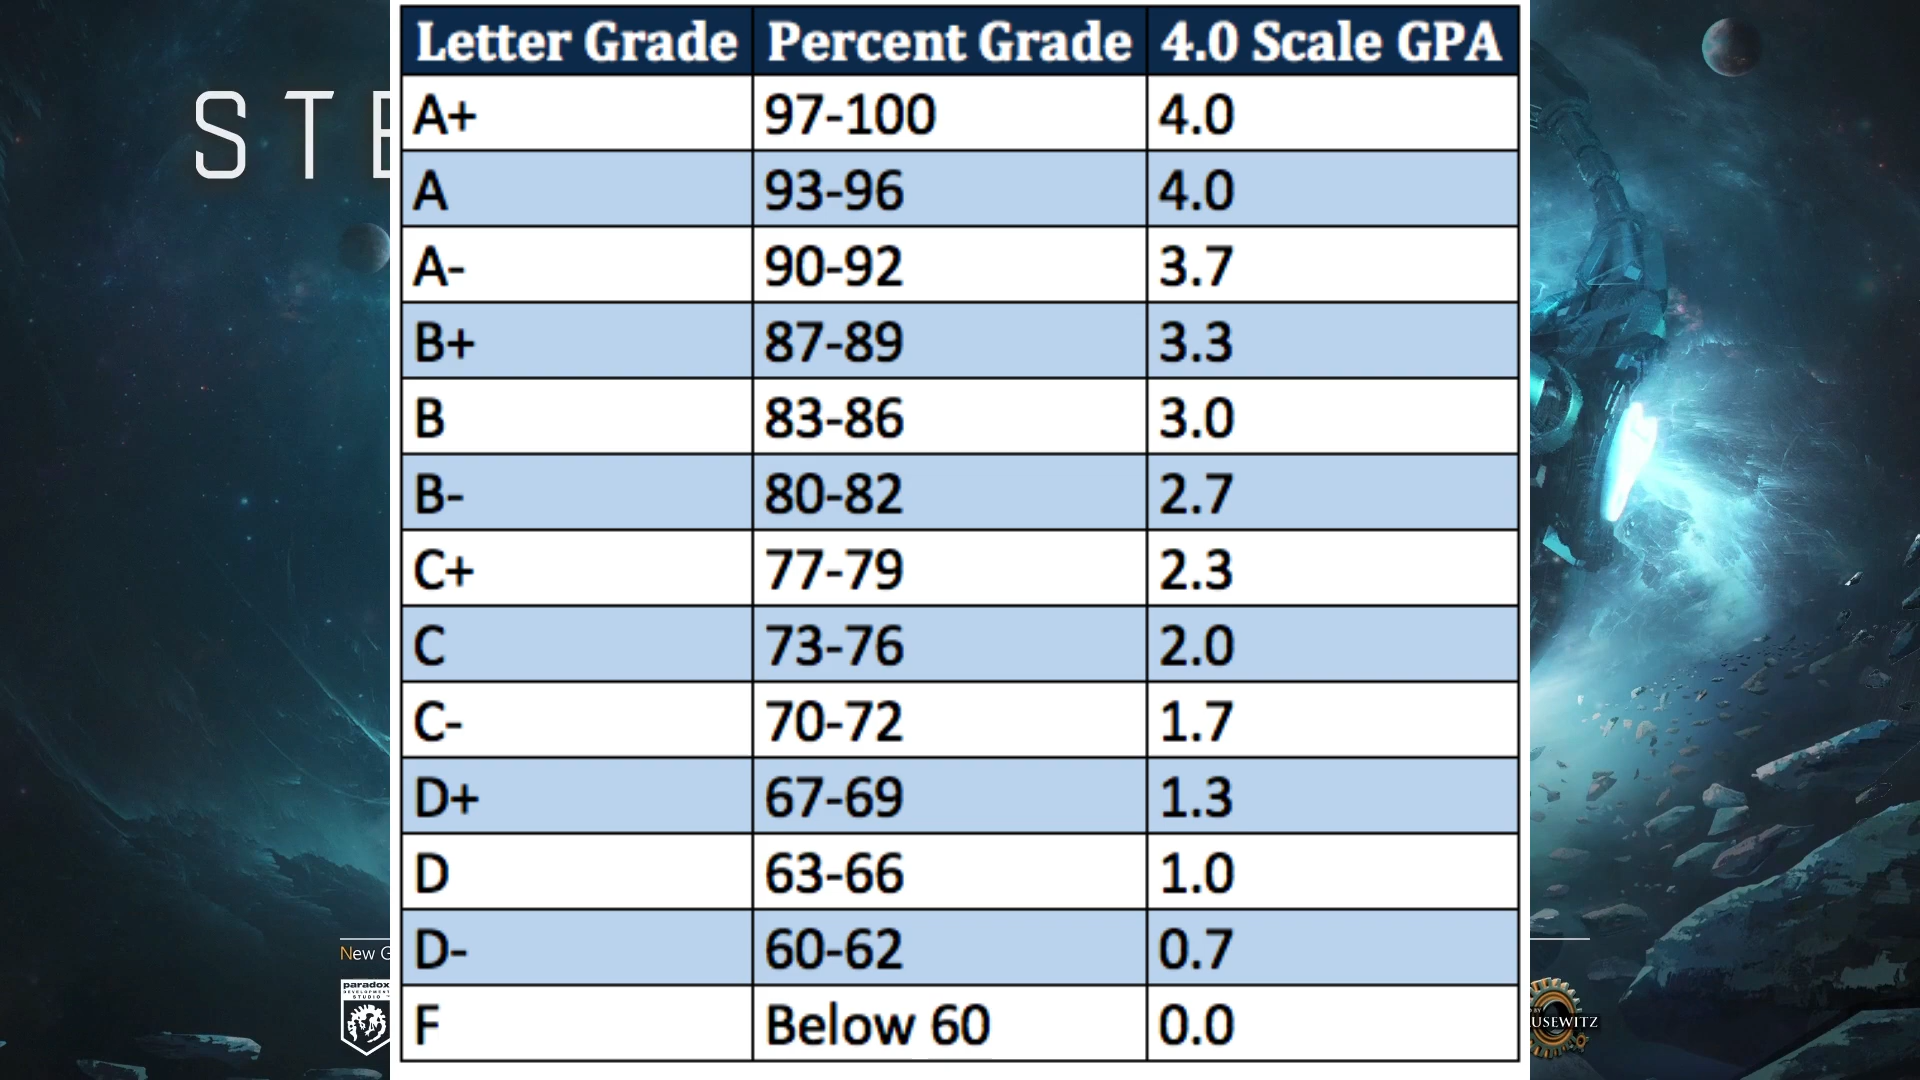 STE
Letter Grade Percent Grade 4.0 Scale GPA
A+ 97-100 4.0
A 93-96 4.0
A- 90-92 3.7
B+ 87-89 3.3
B 83-86 3.0
B- 80-82 2.7
C+ 77-79 2.3
C 73-76 2.0
C- 70-72 1.7
D+ 67-69 1.3
D 63-66 1.0
D- 60-62 0.7
F Below 60 0.0
New G
paradox
DEVELOPMENT
STUDIO
USEWITZ